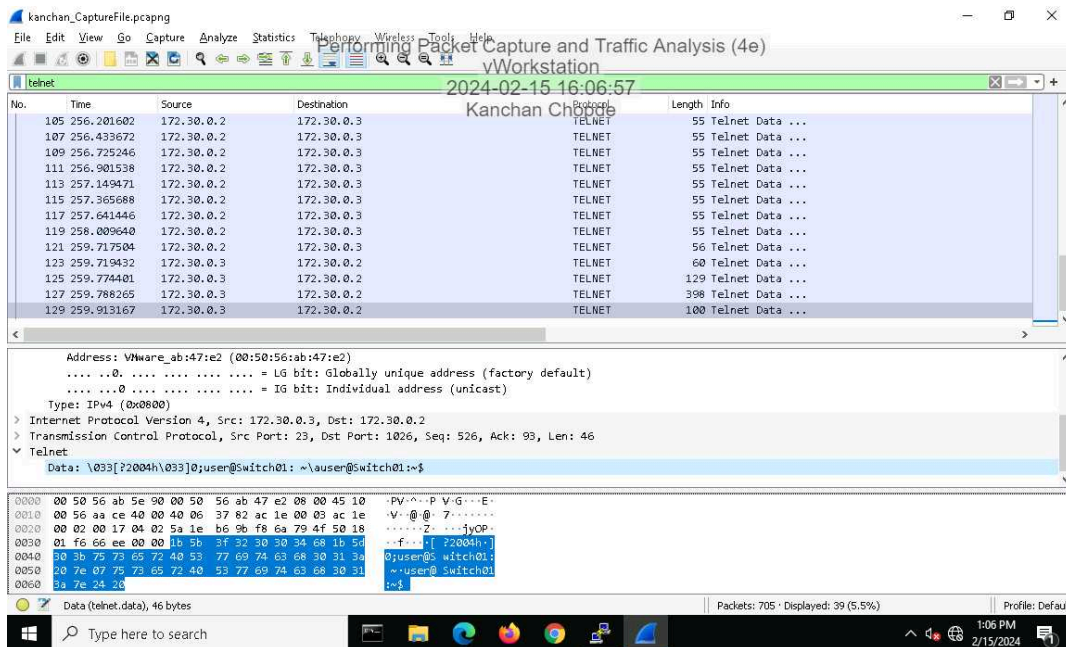 kanchan_CaptureFile.pcapng
File Edit View Go Capture Analyze Statistics Telephony Wireless Tools Help
Performing Packet Capture and Traffic Analysis (4e)
vWorkstation
2024-02-15 16:06:57
Kanchan Chopde
telnet
No. Time Source Destination Protocol Length Info
105 256.201602 172.30.0.2 172.30.0.3 TELNET 55 Telnet Data ...
107 256.433672 172.30.0.2 172.30.0.3 TELNET 55 Telnet Data ...
109 256.725246 172.30.0.2 172.30.0.3 TELNET 55 Telnet Data ...
111 256.901538 172.30.0.2 172.30.0.3 TELNET 55 Telnet Data ...
113 257.149471 172.30.0.2 172.30.0.3 TELNET 55 Telnet Data ...
115 257.365688 172.30.0.2 172.30.0.3 TELNET 55 Telnet Data ...
117 257.641446 172.30.0.2 172.30.0.3 TELNET 55 Telnet Data ...
119 258.009640 172.30.0.2 172.30.0.3 TELNET 55 Telnet Data ...
121 259.717504 172.30.0.2 172.30.0.3 TELNET 56 Telnet Data ...
123 259.719432 172.30.0.3 172.30.0.2 TELNET 60 Telnet Data ...
125 259.774401 172.30.0.3 172.30.0.2 TELNET 129 Telnet Data ...
127 259.788265 172.30.0.3 172.30.0.2 TELNET 398 Telnet Data ...
129 259.913167 172.30.0.3 172.30.0.2 TELNET 100 Telnet Data ...
Address: VMware_ab:47:e2 (00:50:56:ab:47:e2)
.... ..0. .... .... .... .... = LG bit: Globally unique address (factory default)
.... ...0 .... .... .... .... = IG bit: Individual address (unicast)
Type: IPv4 (0x0800)
> Internet Protocol Version 4, Src: 172.30.0.3, Dst: 172.30.0.2
> Transmission Control Protocol, Src Port: 23, Dst Port: 1026, Seq: 526, Ack: 93, Len: 46
Telnet
Data: \033[?2004h\033]0;user@Switch01: ~\auser@Switch01:~$
0000 00 50 56 ab 5e 90 00 50 56 ab 47 e2 08 00 45 10 ·PV·^··P V·G···E·
0010 00 56 aa ce 40 00 40 06 37 82 ac 1e 00 03 ac 1e ·V··@·@· 7·······
0020 00 02 00 17 04 02 5a 1e b6 9b f8 6a 79 4f 50 18 ······Z· ···jyOP·
0030 01 f6 66 ee 00 00 1b 5b 3f 32 30 30 34 68 1b 5d ··f····[ ?2004h·]
0040 30 3b 75 73 65 72 40 53 77 69 74 63 68 30 31 3a 0;user@S witch01:
0050 20 7e 07 75 73 65 72 40 53 77 69 74 63 68 30 31 ~·user@ Switch01
0060 3a 7e 24 20 :~$
Data (telnet.data), 46 bytes Packets: 705 · Displayed: 39 (5.5%) Profile: Defau
Type here to search 1:06 PM
2/15/2024